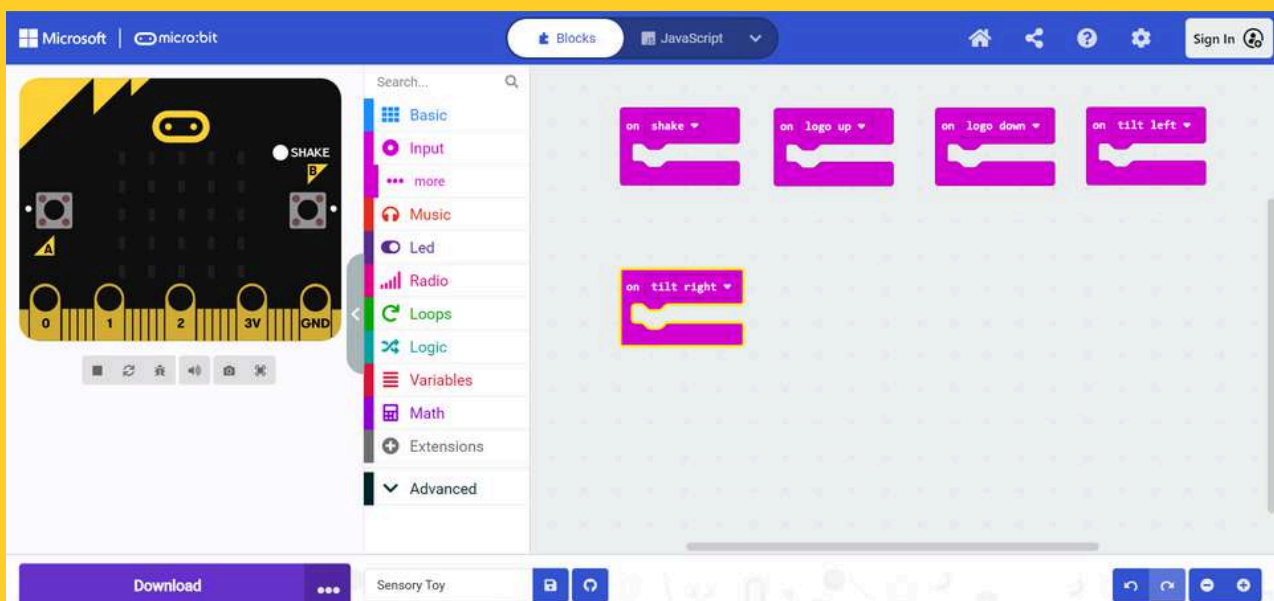 Microsoft | micro:bit Blocks JavaScript Sign In
Search...
Basic
Input
more
Music
Led
Radio
Loops
Logic
Variables
Math
Extensions
Advanced
SHAKE
B
A
0 1 2 3V GND
on shake
on logo up
on logo down
on tilt left
on tilt right
Download
Sensory Toy